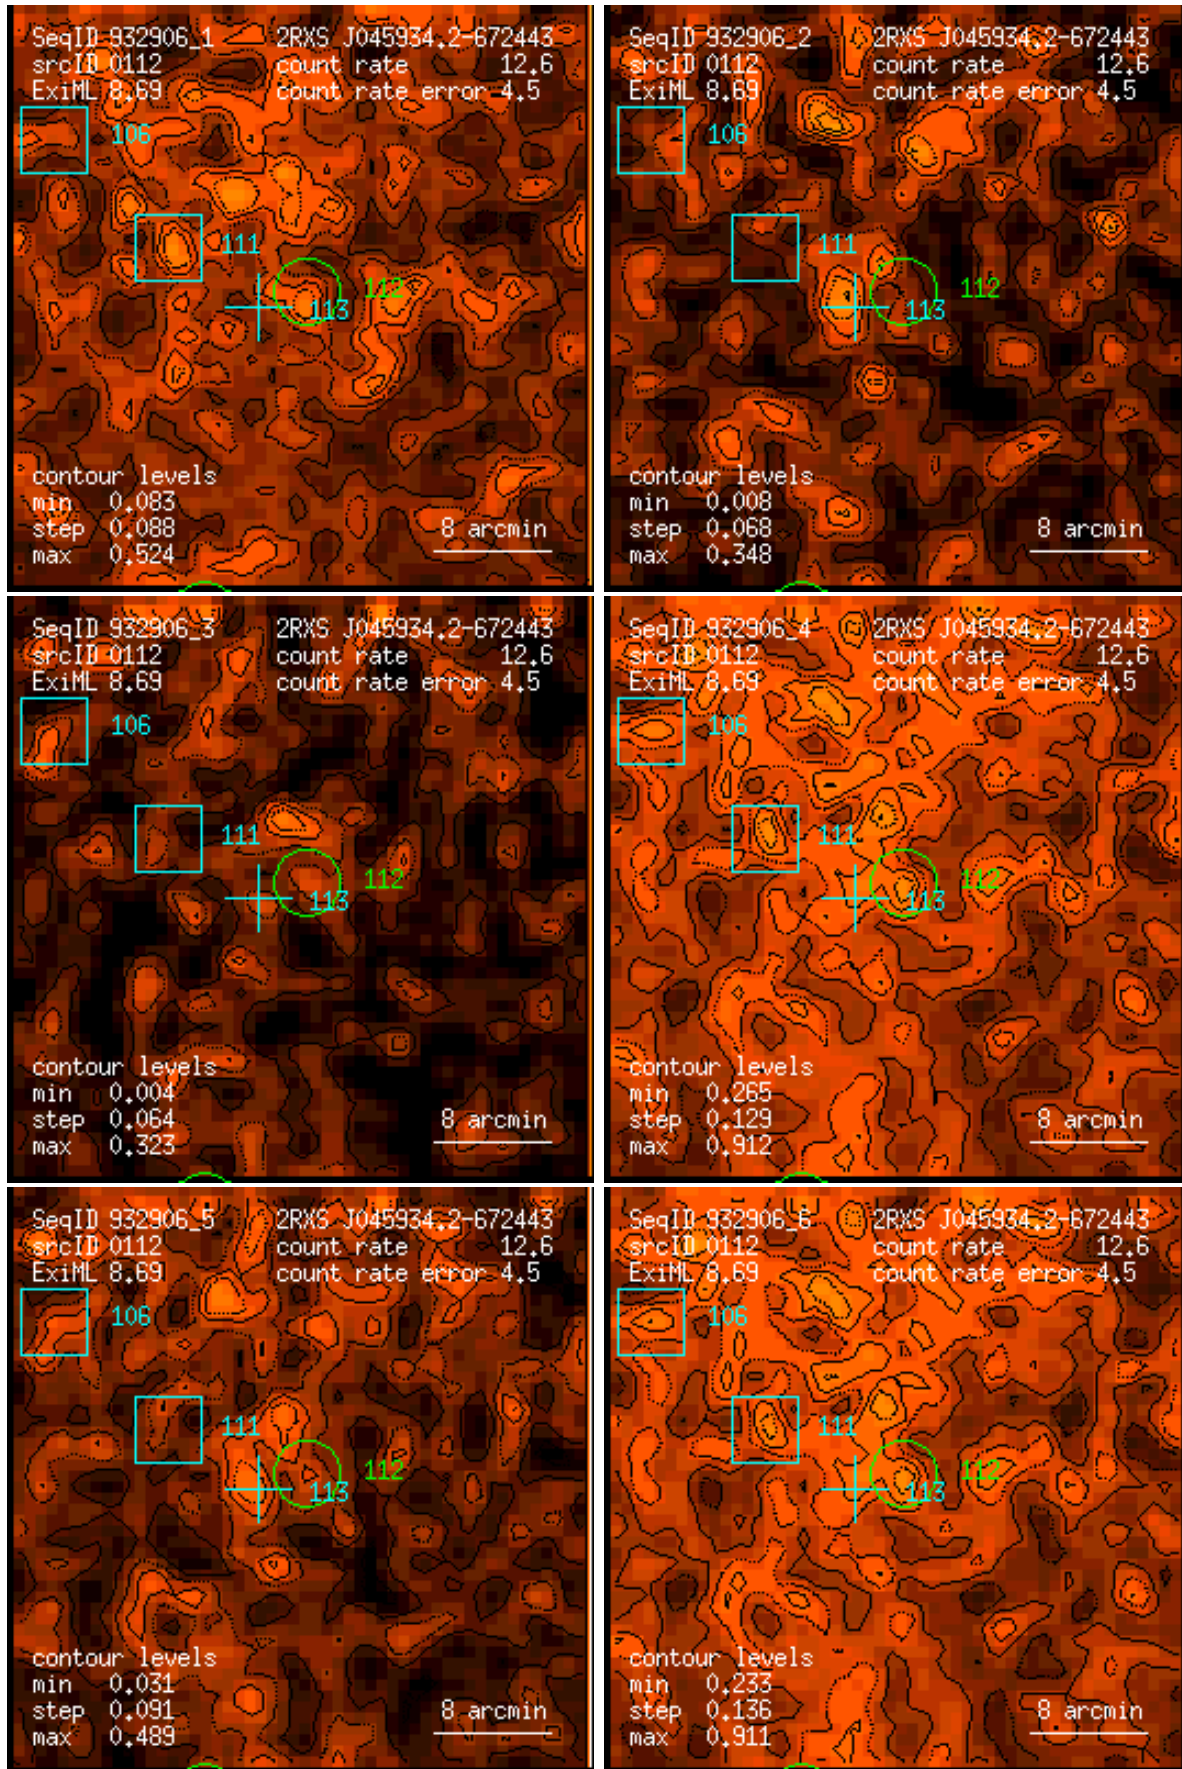 SeqID 932906_1 2RXS J045934.2-672443
srcID 0112 count rate 12.6
ExiML 8.69 count rate error 4.5
106
111
112
113
contour levels
min 0.083
step 0.088
max 0.524
8 arcmin
SeqID 932906_2 2RXS J045934.2-672443
srcID 0112 count rate 12.6
ExiML 8.69 count rate error 4.5
106
111
112
113
contour levels
min 0.008
step 0.068
max 0.348
8 arcmin
SeqID 932906_3 2RXS J045934.2-672443
srcID 0112 count rate 12.6
ExiML 8.69 count rate error 4.5
106
111
112
113
contour levels
min 0.004
step 0.064
max 0.323
8 arcmin
SeqID 932906_4 2RXS J045934.2-672443
srcID 0112 count rate 12.6
ExiML 8.69 count rate error 4.5
106
111
112
113
contour levels
min 0.265
step 0.129
max 0.912
8 arcmin
SeqID 932906_5 2RXS J045934.2-672443
srcID 0112 count rate 12.6
ExiML 8.69 count rate error 4.5
106
111
112
113
contour levels
min 0.031
step 0.091
max 0.489
8 arcmin
SeqID 932906_6 2RXS J045934.2-672443
srcID 0112 count rate 12.6
ExiML 8.69 count rate error 4.5
106
111
112
113
contour levels
min 0.233
step 0.136
max 0.911
8 arcmin